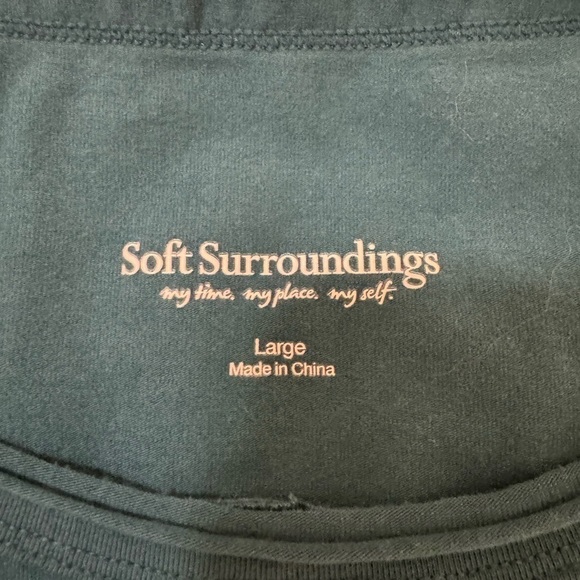 Soft Surroundings
my time. my place. my self.
Large
Made in China